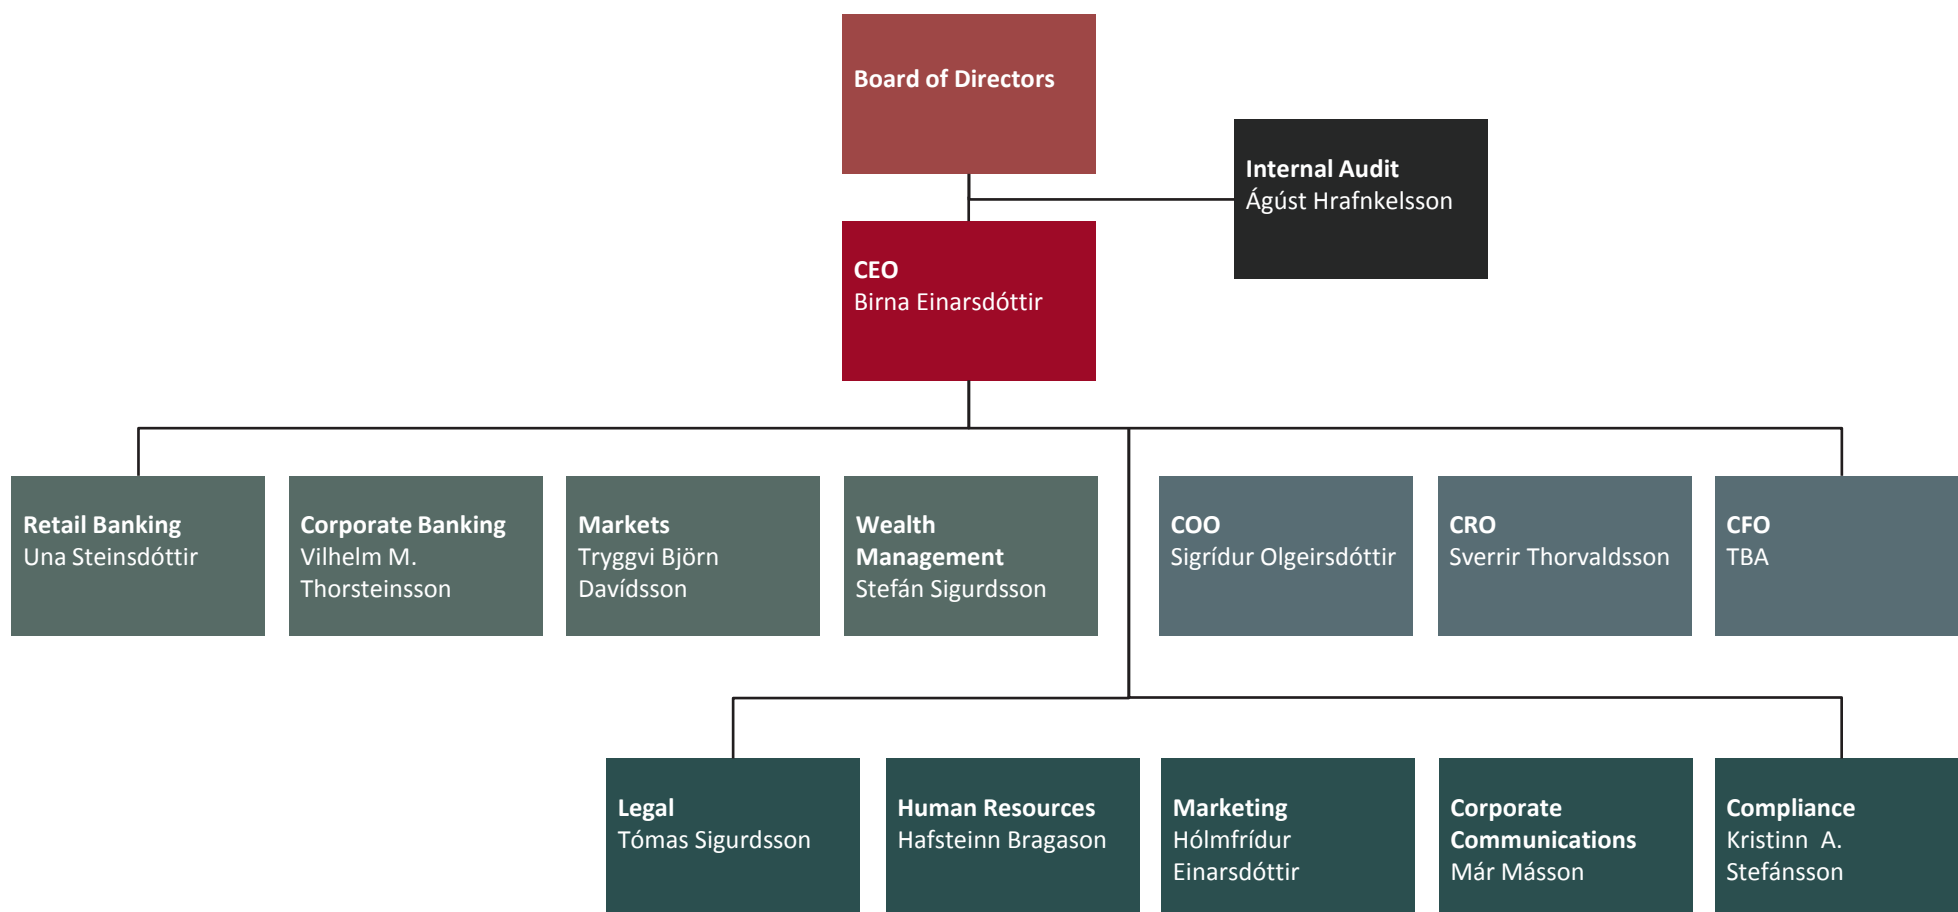 Board of Directors
Internal Audit
Ágúst Hrafnkelsson
CEO
Birna Einarsdóttir
Retail Banking
Una Steinsdóttir
Corporate Banking
Vilhelm M.
Thorsteinsson
Markets
Tryggvi Björn
Davídsson
Wealth
Management
Stefán Sigurdsson
COO
Sigrídur Olgeirsdóttir
CRO
Sverrir Thorvaldsson
CFO
TBA
Legal
Tómas Sigurdsson
Human Resources
Hafsteinn Bragason
Marketing
Hólmfrídur
Einarsdóttir
Corporate
Communications
Már Másson
Compliance
Kristinn  A.
Stefánsson